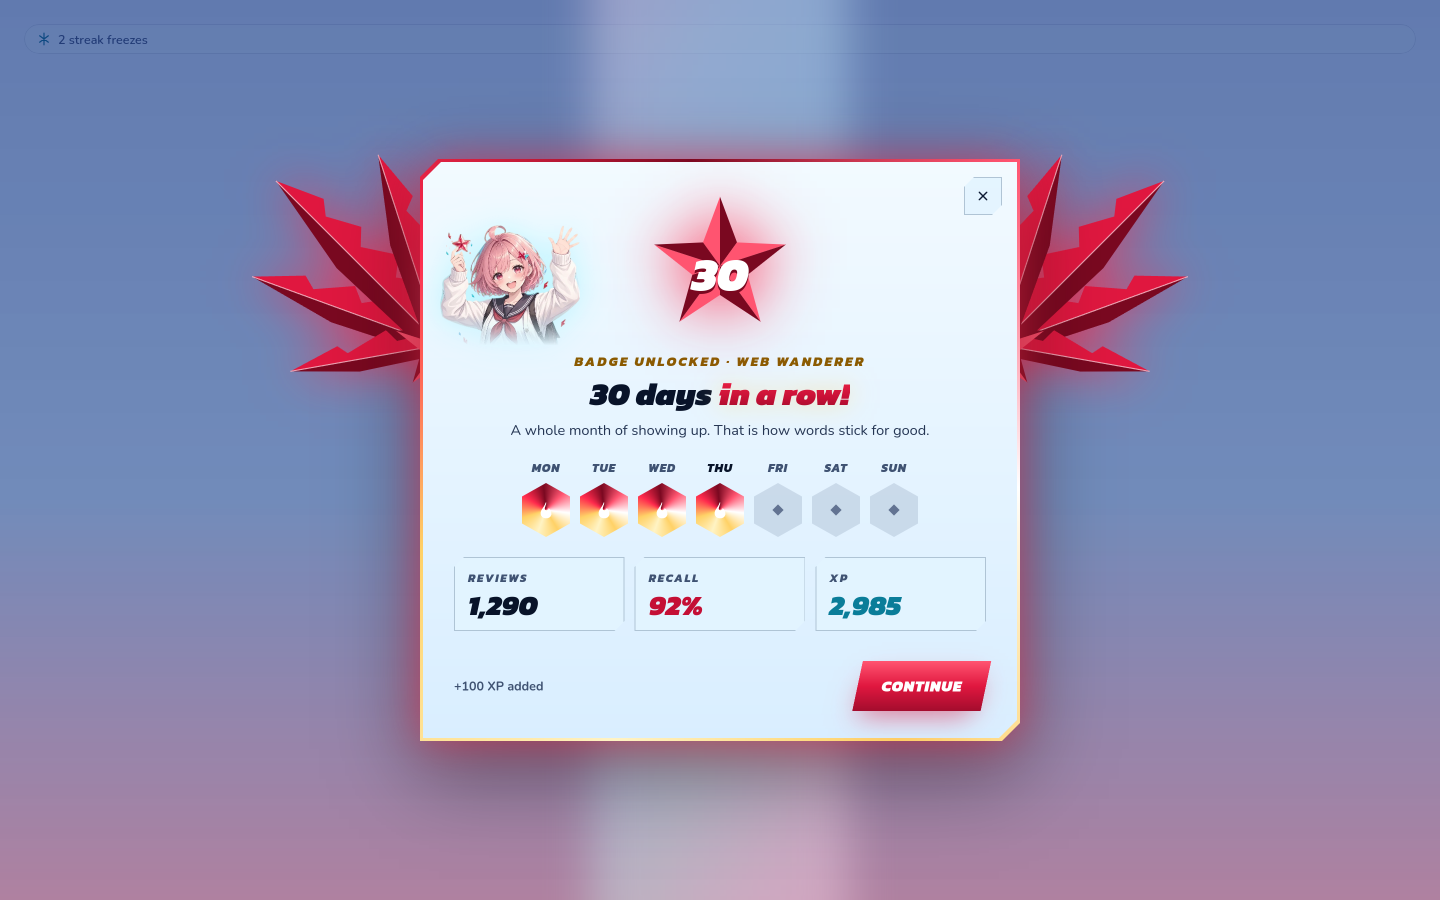 2 streak freezes
×
30
BADGE UNLOCKED · WEB WANDERER
30 days in a row!
A whole month of showing up. That is how words stick for good.
MON TUE WED THU FRI SAT SUN
REVIEWS RECALL XP
1,290 92% 2,985
+100 XP added
CONTINUE